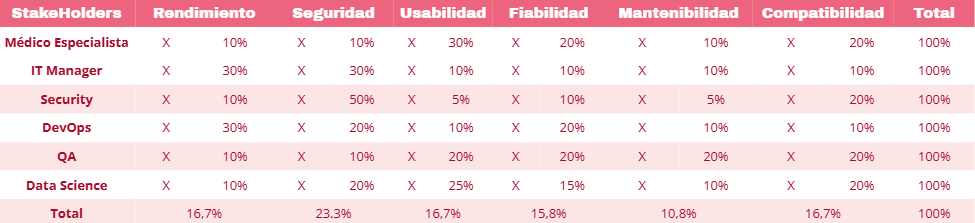 StakeHolders Rendimiento Seguridad Usabilidad Fiabilidad Mantenibilidad Compatibilidad Total
Médico Especialista X 10% X 10% X 30% X 20% X 10% X 20% 100%
IT Manager X 30% X 30% X 10% X 10% X 10% X 10% 100%
Security X 10% X 50% X 5% X 10% X 5% X 20% 100%
DevOps X 30% X 20% X 10% X 20% X 10% X 10% 100%
QA X 10% X 10% X 20% X 20% X 20% X 20% 100%
Data Science X 10% X 20% X 25% X 15% X 10% X 20% 100%
Total 16,7% 23.3% 16,7% 15,8% 10,8% 16,7% 100%